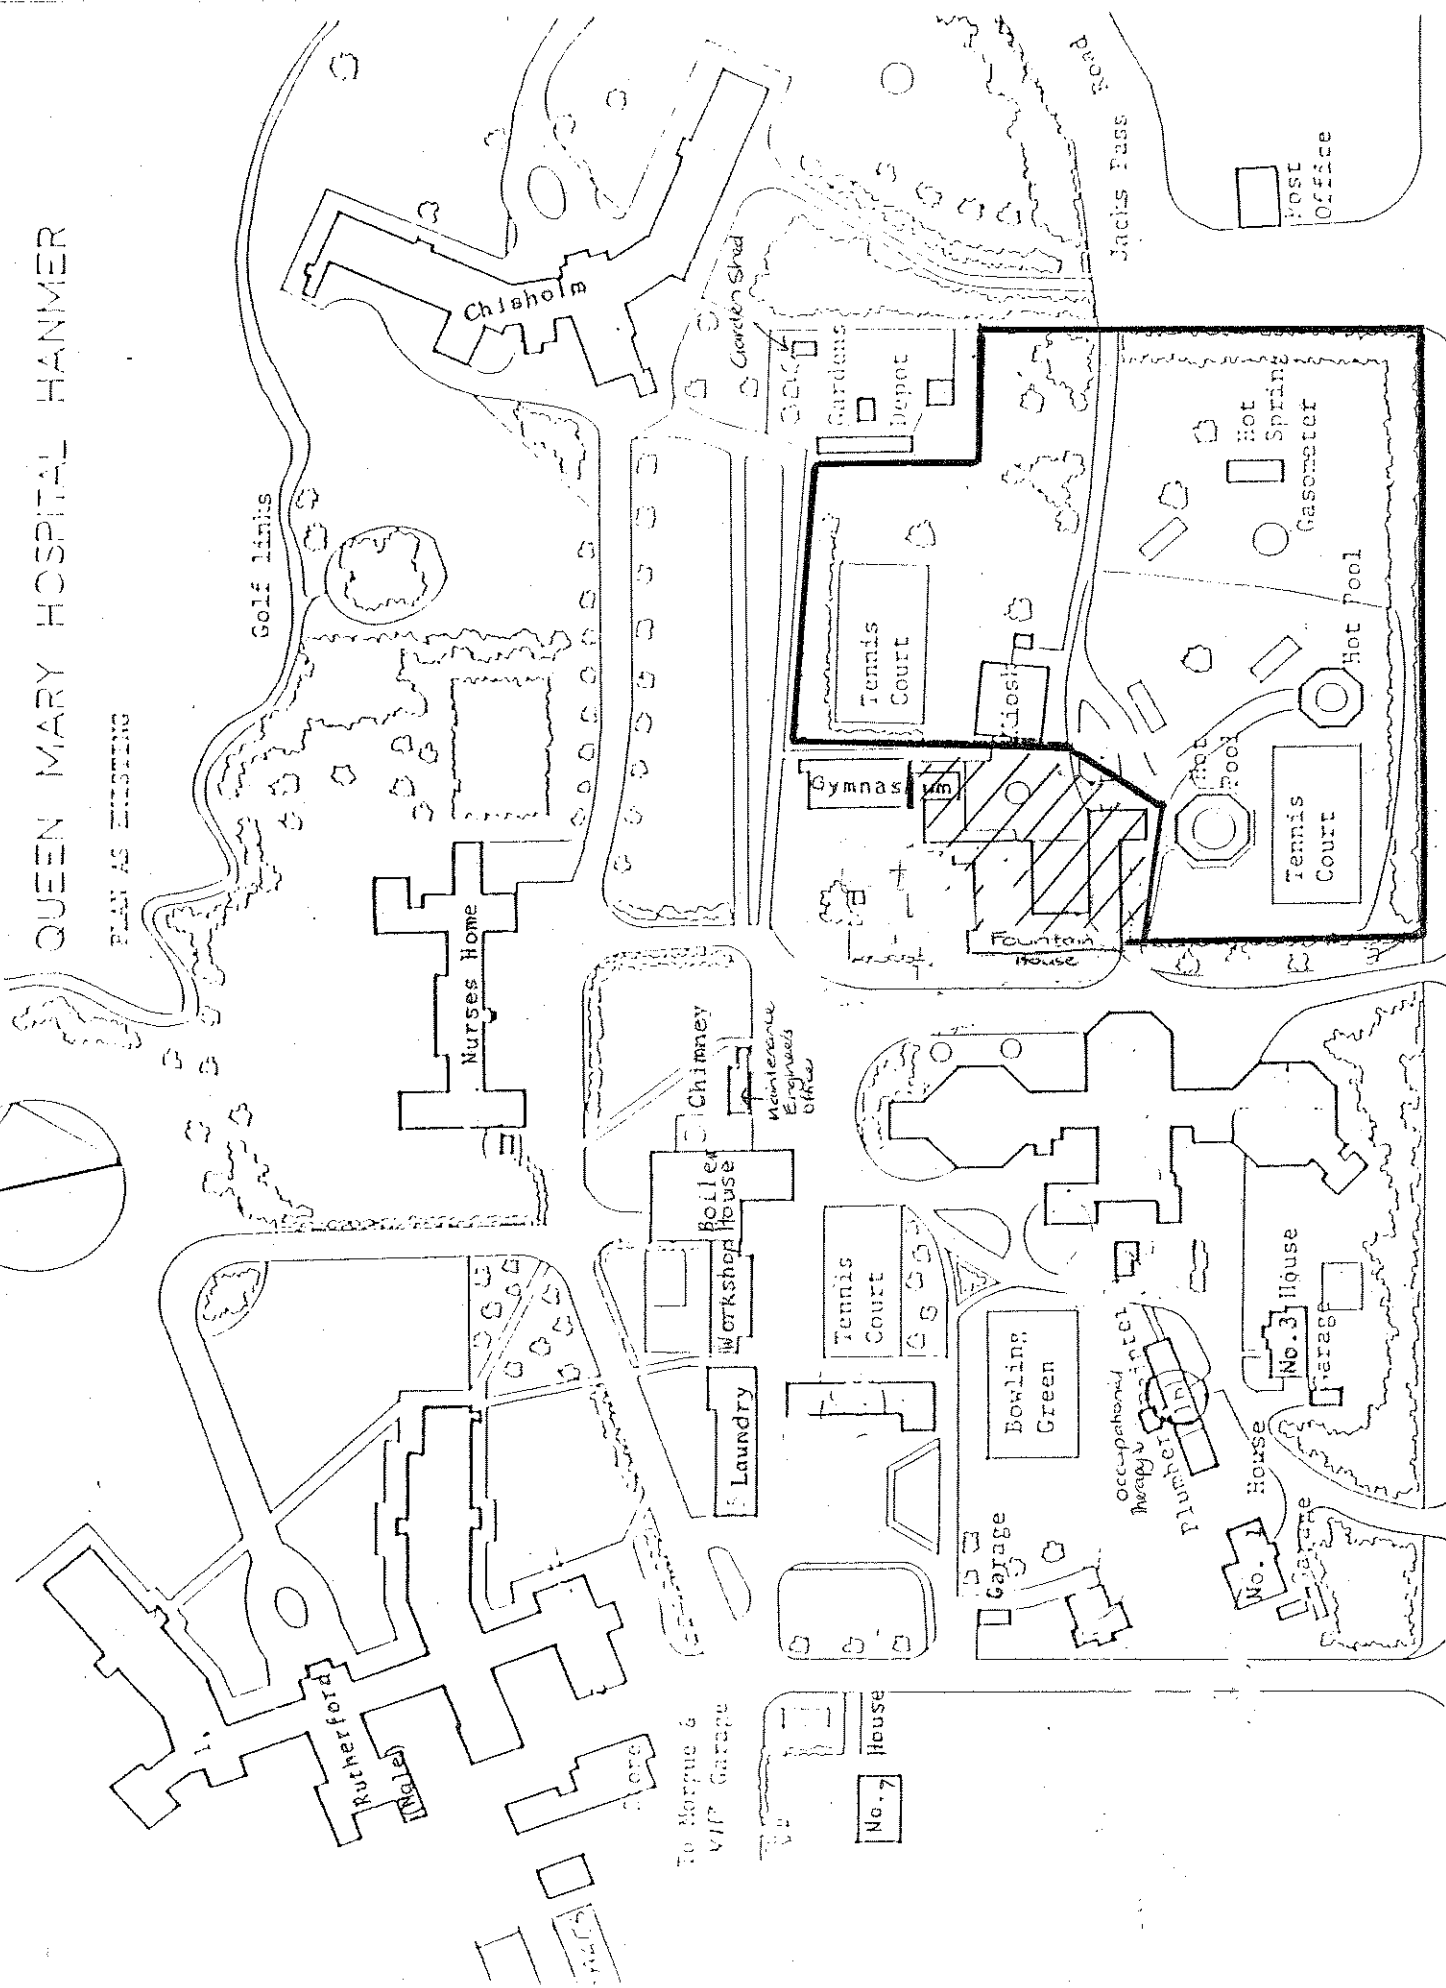 QUEEN MARY HOSPITAL HANMER
PLAN AS EXISTING
Golf links
Chisholm
Garden Shed
Gardens
Depot
Jacks Pass Road
Post
Office
Nurses Home
Tennis
Court
Kiosk
Hot
Spring
Gasometer
Hot Pool
Hot
Pool
Tennis
Court
Gymnasium
Fountain
House
Chimney
Maintenance
Engineers
Office
Boiler
House
Workshop
Laundry
Tennis
Court
Bowling
Green
Occupational
Therapy &
Plumber
Painter
No.3 House
Garage
No. 1 House
Garage
Garage
Rutherford
(Male)
Store
To Morgue &
VIP Garage
No.7 House